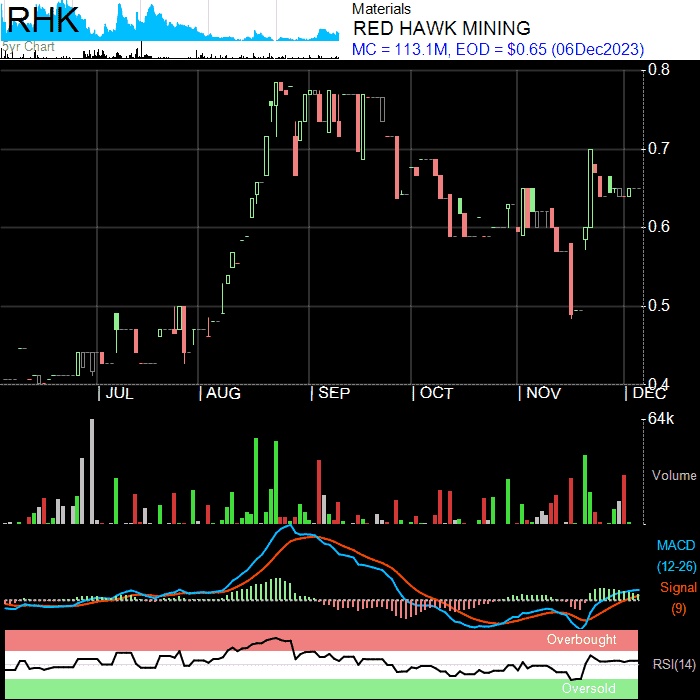 RHK
5yr Chart
Materials
RED HAWK MINING
MC = 113.1M, EOD = $0.65 (06Dec2023)
0.8
0.7
0.6
0.5
0.4
JUL
AUG
SEP
OCT
NOV
DEC
64k
Volume
MACD
(12-26)
Signal
(9)
Overbought
RSI(14)
Oversold